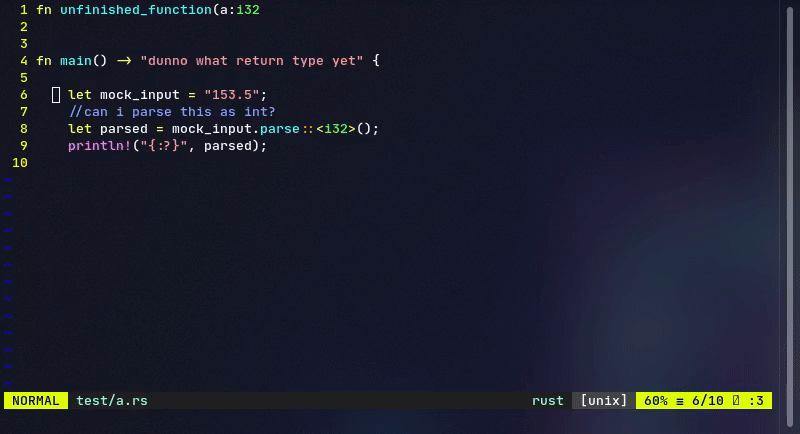 1 fn unfinished_function(a:i32
2
3
4 fn main() -> "dunno what return type yet" {
5
6 let mock_input = "153.5";
7 //can i parse this as int?
8 let parsed = mock_input.parse::<i32>();
9 println!("{:?}", parsed);
10
~
~
~
~
~
~
~
~
~
~
~
~
~
NORMAL test/a.rs rust [unix] 60% ≡ 6/10 :3